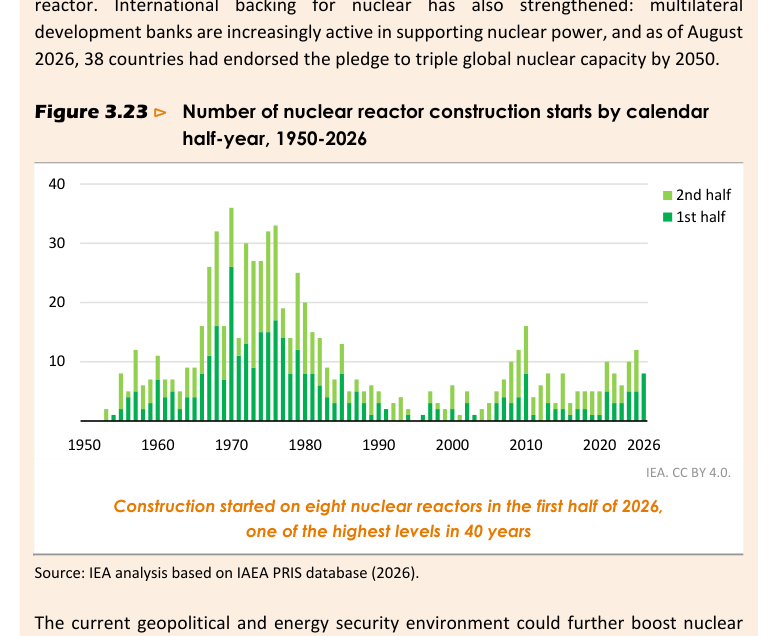 reactor. International backing for nuclear has also strengthened: multilateral
development banks are increasingly active in supporting nuclear power, and as of August
2026, 38 countries had endorsed the pledge to triple global nuclear capacity by 2050.
Figure 3.23 ▻ Number of nuclear reactor construction starts by calendar
half-year, 1950-2026
40
30
20
10
2nd half
1st half
1950 1960 1970 1980 1990 2000 2010 2020 2026
IEA. CC BY 4.0.
Construction started on eight nuclear reactors in the first half of 2026,
one of the highest levels in 40 years
Source: IEA analysis based on IAEA PRIS database (2026).
The current geopolitical and energy security environment could further boost nuclear